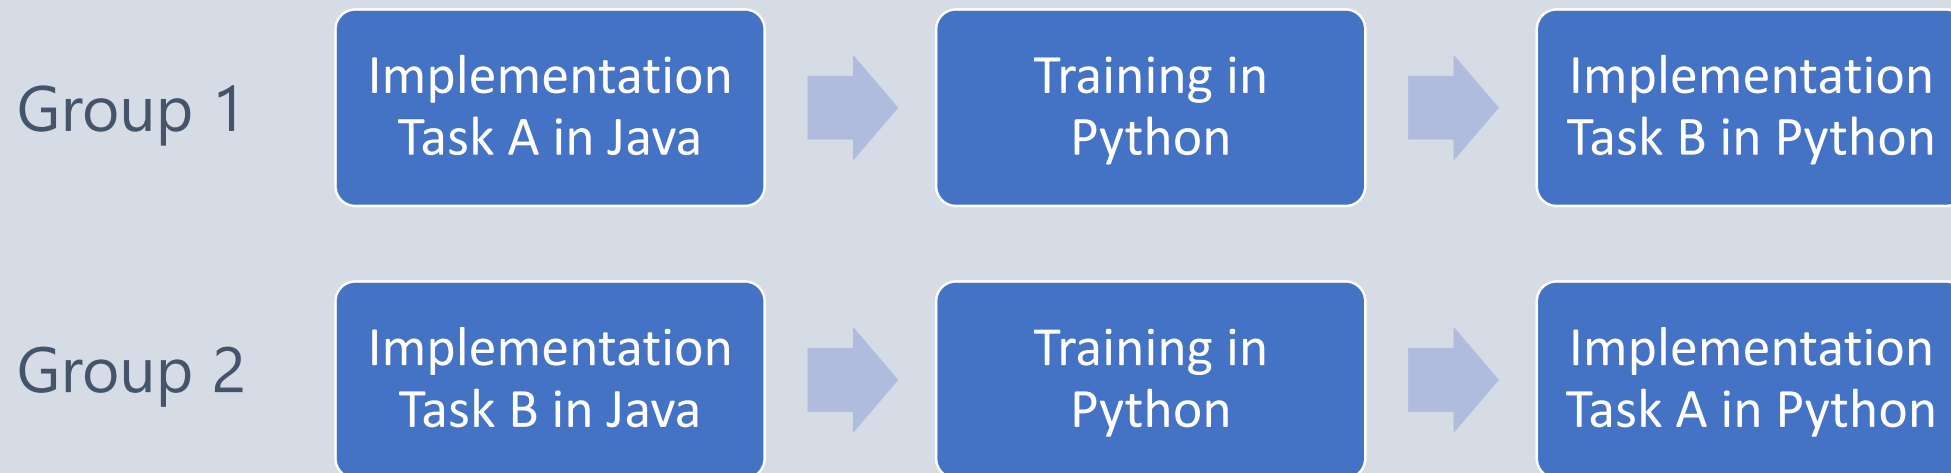 Group 1
Implementation
Task A in Java
Training in
Python
Implementation
Task B in Python
Group 2
Implementation
Task B in Java
Training in
Python
Implementation
Task A in Python